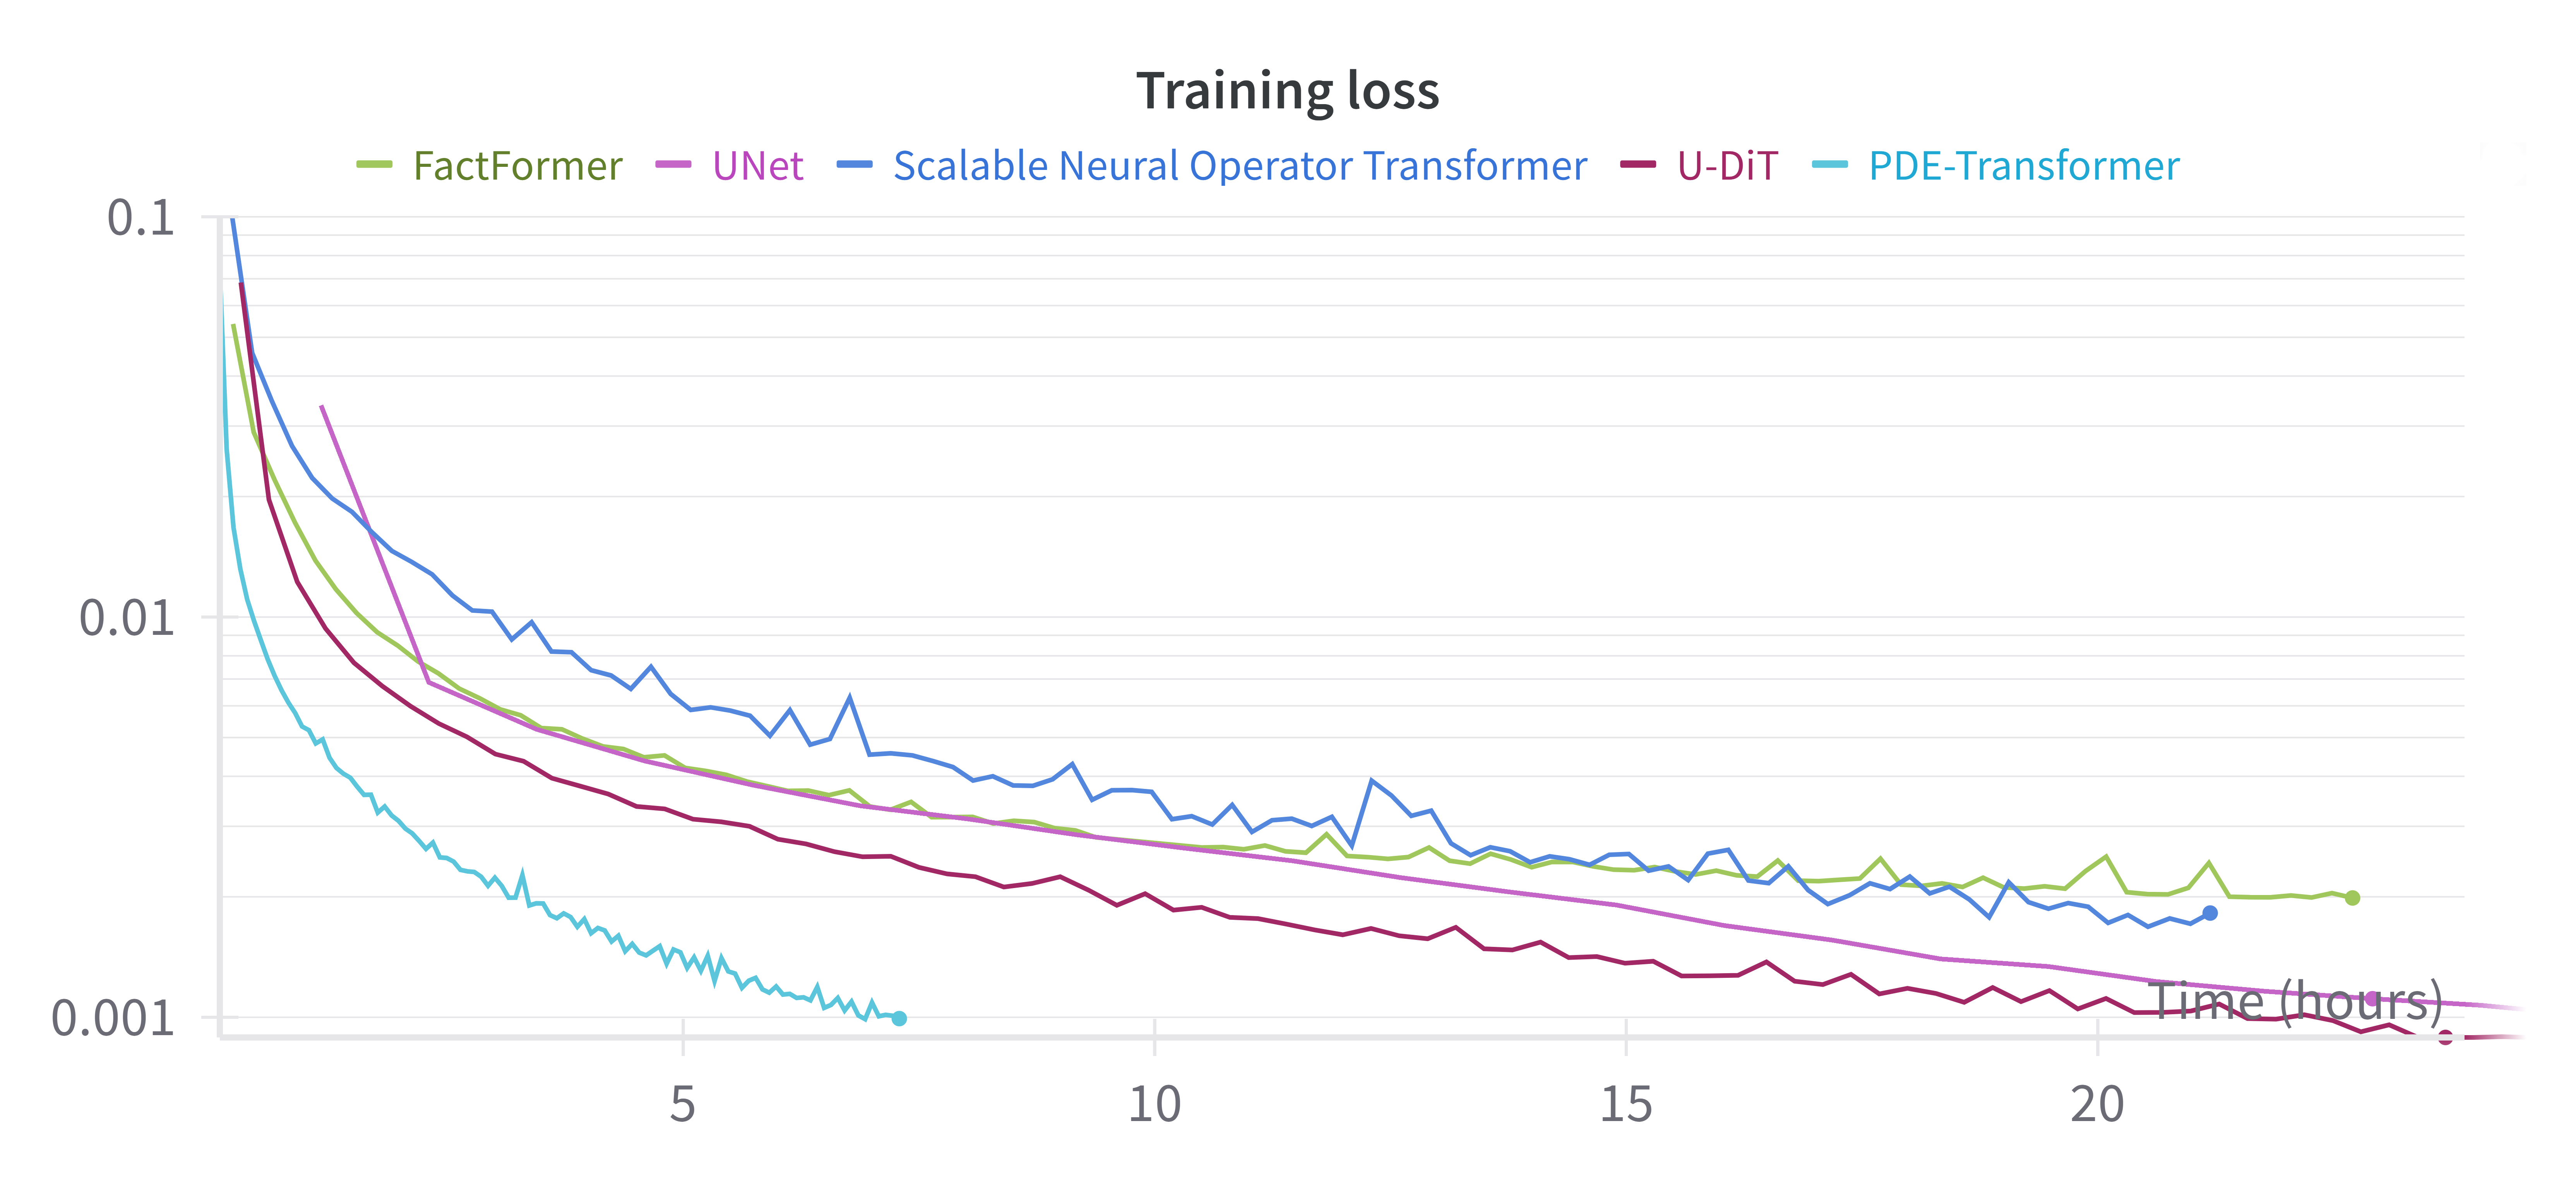 Training loss
FactFormer UNet Scalable Neural Operator Transformer U-DiT PDE-Transformer
0.1
0.01
0.001
Time (hours)
5 10 15 20